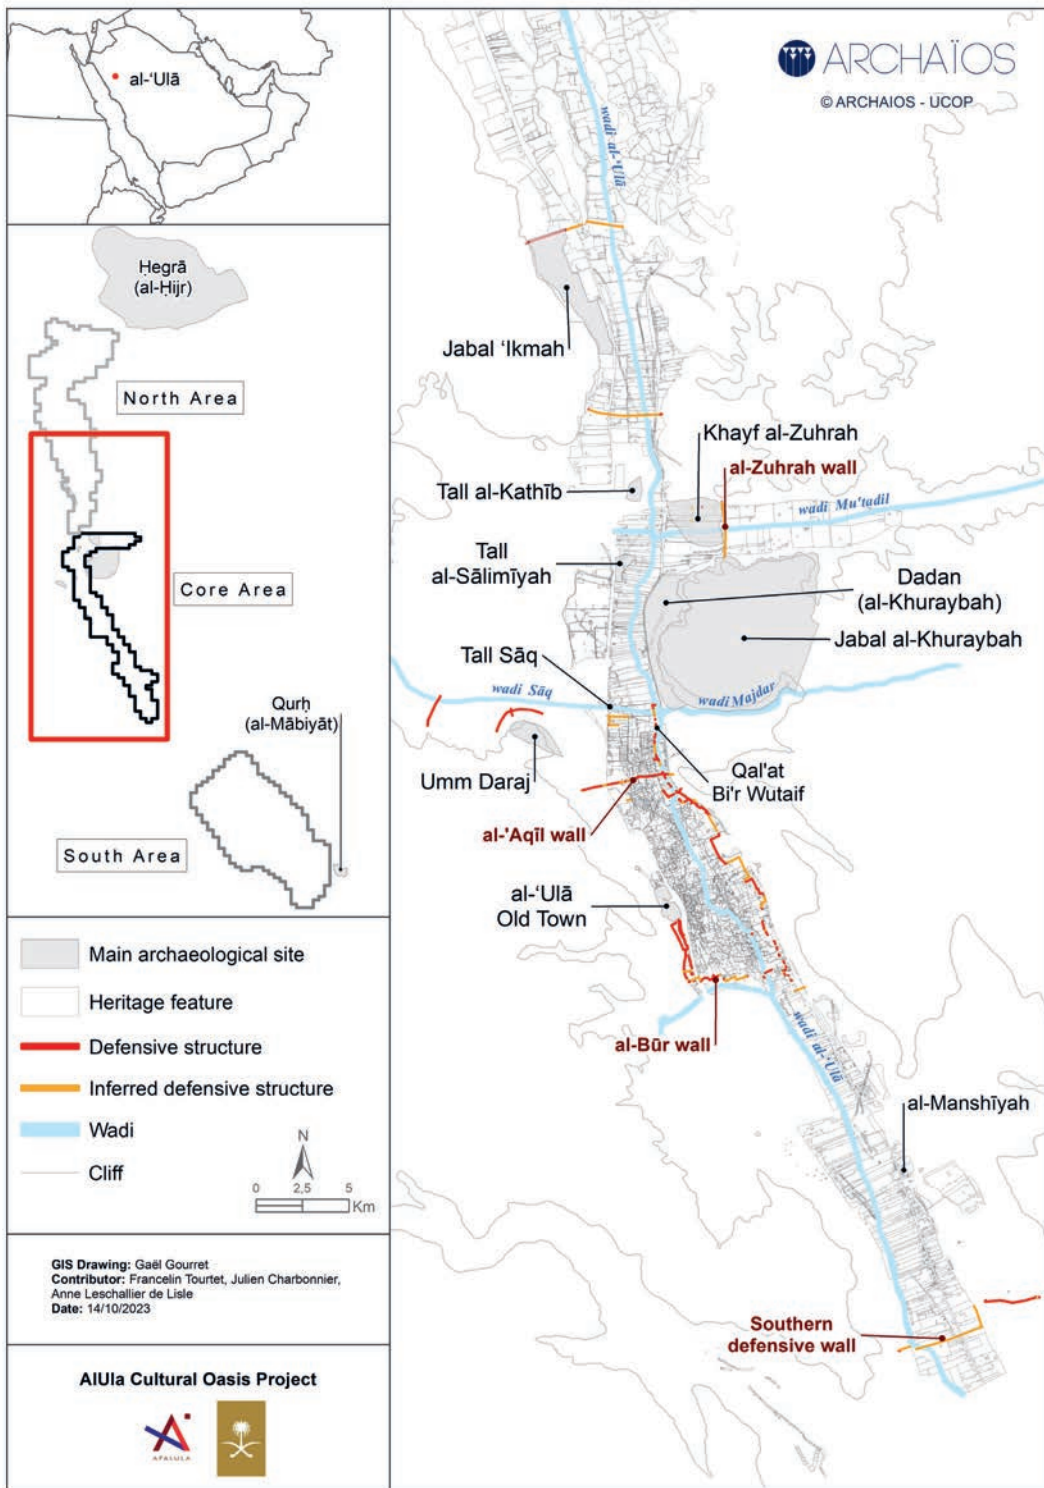 al-‘Ulā
Ḥegrā
(al-Ḥijr)
North Area
Core Area
Qurḥ
(al-Mābiyāt)
South Area
Main archaeological site
Heritage feature
Defensive structure
Inferred defensive structure
Wadi
Cliff
N
0 2,5 5
Km
GIS Drawing: Gaël Gourret
Contributor: Francelin Tourtet, Julien Charbonnier,
Anne Leschallier de Lisle
Date: 14/10/2023
AlUla Cultural Oasis Project
AFALULA
ARCHAÏOS
© ARCHAIOS - UCOP
wadi al-‘Ulā
Jabal ‘Ikmah
Khayf al-Zuhrah
al-Zuhrah wall
Tall al-Kathīb
wadi Mu'tadil
Tall
al-Sālimīyah
Dadan
(al-Khuraybah)
Jabal al-Khuraybah
Tall Sāq
wadi Sāq
wadi Majdar
Umm Daraj
Qal'at
Bi'r Wutaif
al-'Aqīl wall
al-‘Ulā
Old Town
al-Būr wall
wadi al-‘Ulā
al-Manshīyah
Southern
defensive wall